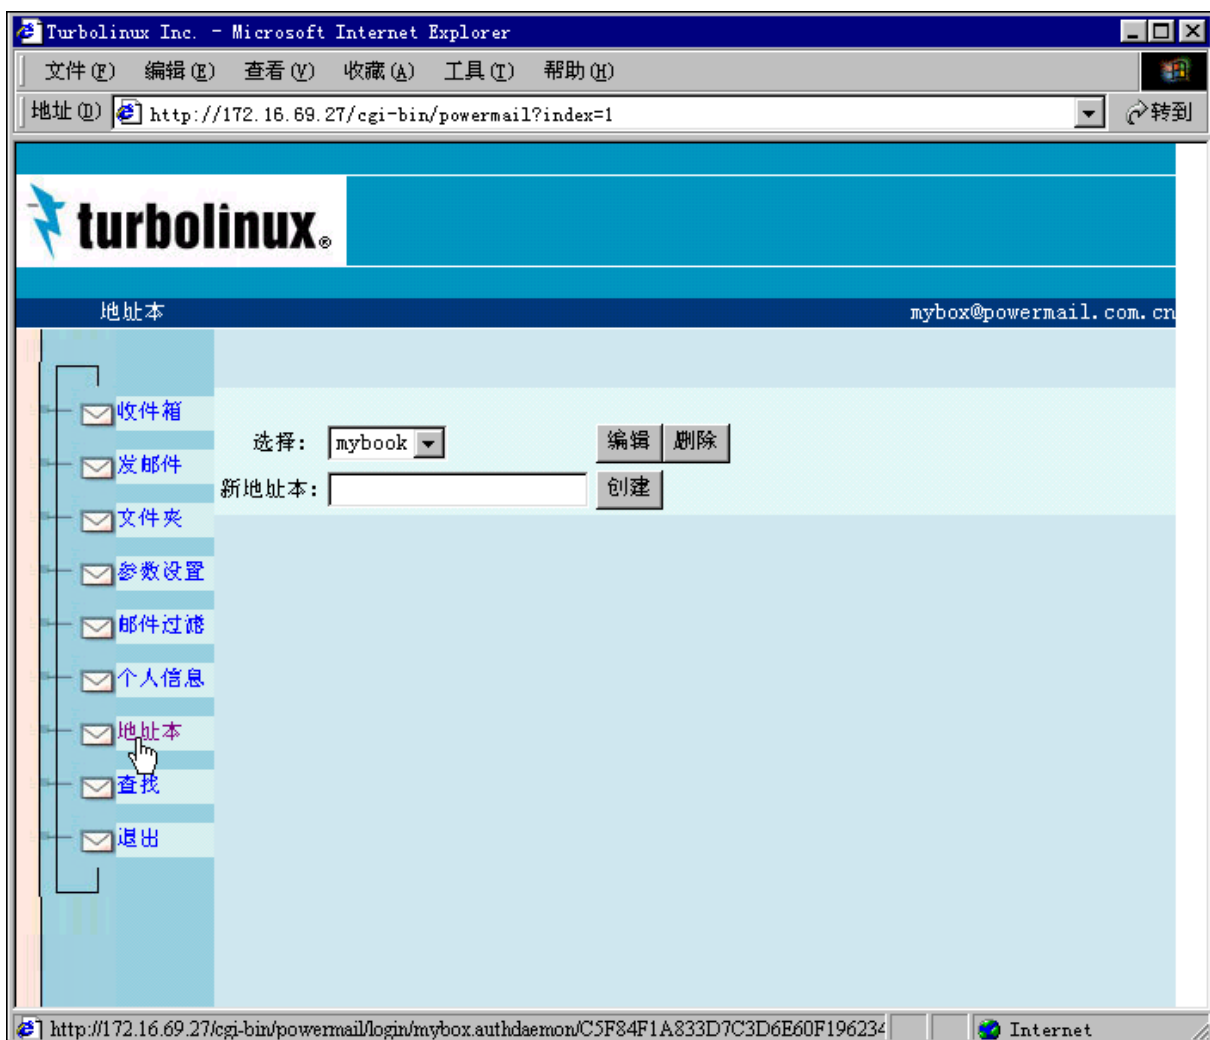 Turbolinux Inc. - Microsoft Internet Explorer
文件(F) 编辑(E) 查看(V) 收藏(A) 工具(T) 帮助(H)
地址(D) http://172.16.69.27/cgi-bin/powermail?index=1 转到
turbolinux®
地址本 mybox@powermail.com.cn
收件箱
选择: mybook 编辑 删除
发邮件
新地址本: 创建
文件夹
参数设置
邮件过滤
个人信息
地址本
查找
退出
http://172.16.69.27/cgi-bin/powermail/login/mybox.authdaemon/C5F84F1A833D7C3D6E60F196234 Internet